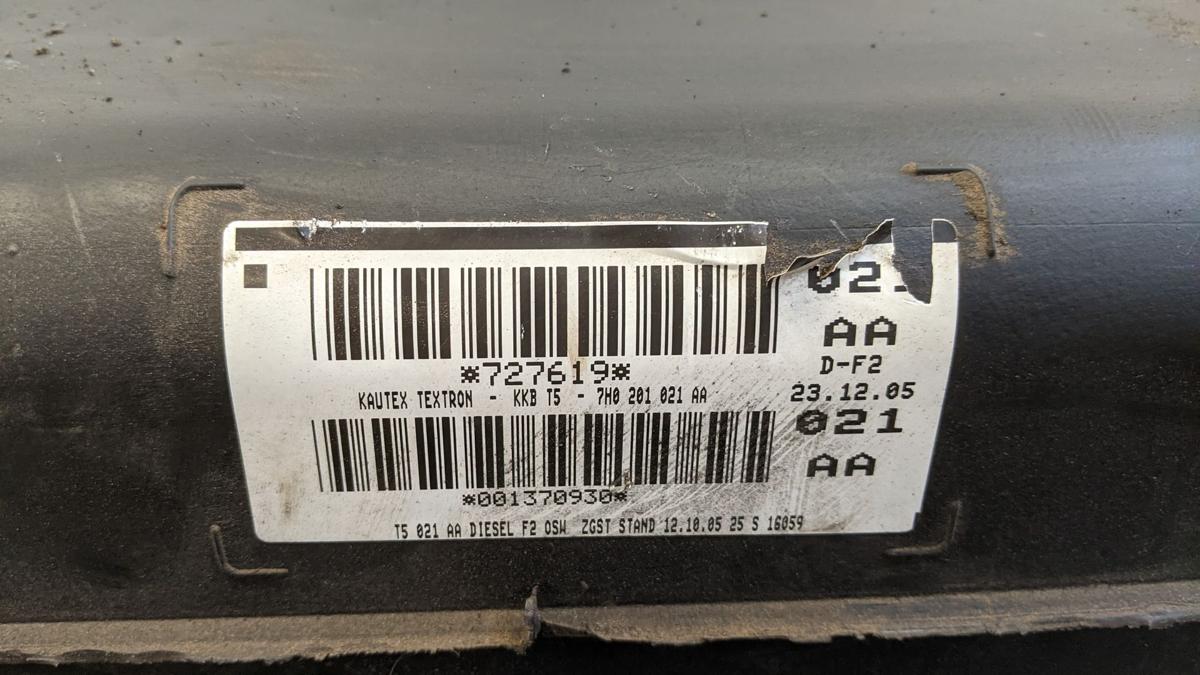 021
AA
D-F2
*727619*
23.12.05
KAUTEX TEXTRON - KKB T5 - 7H0 201 021 AA
021
AA
*001370930*
T5 021 AA DIESEL F2 OSW ZGST STAND 12.10.05 25 S 16059